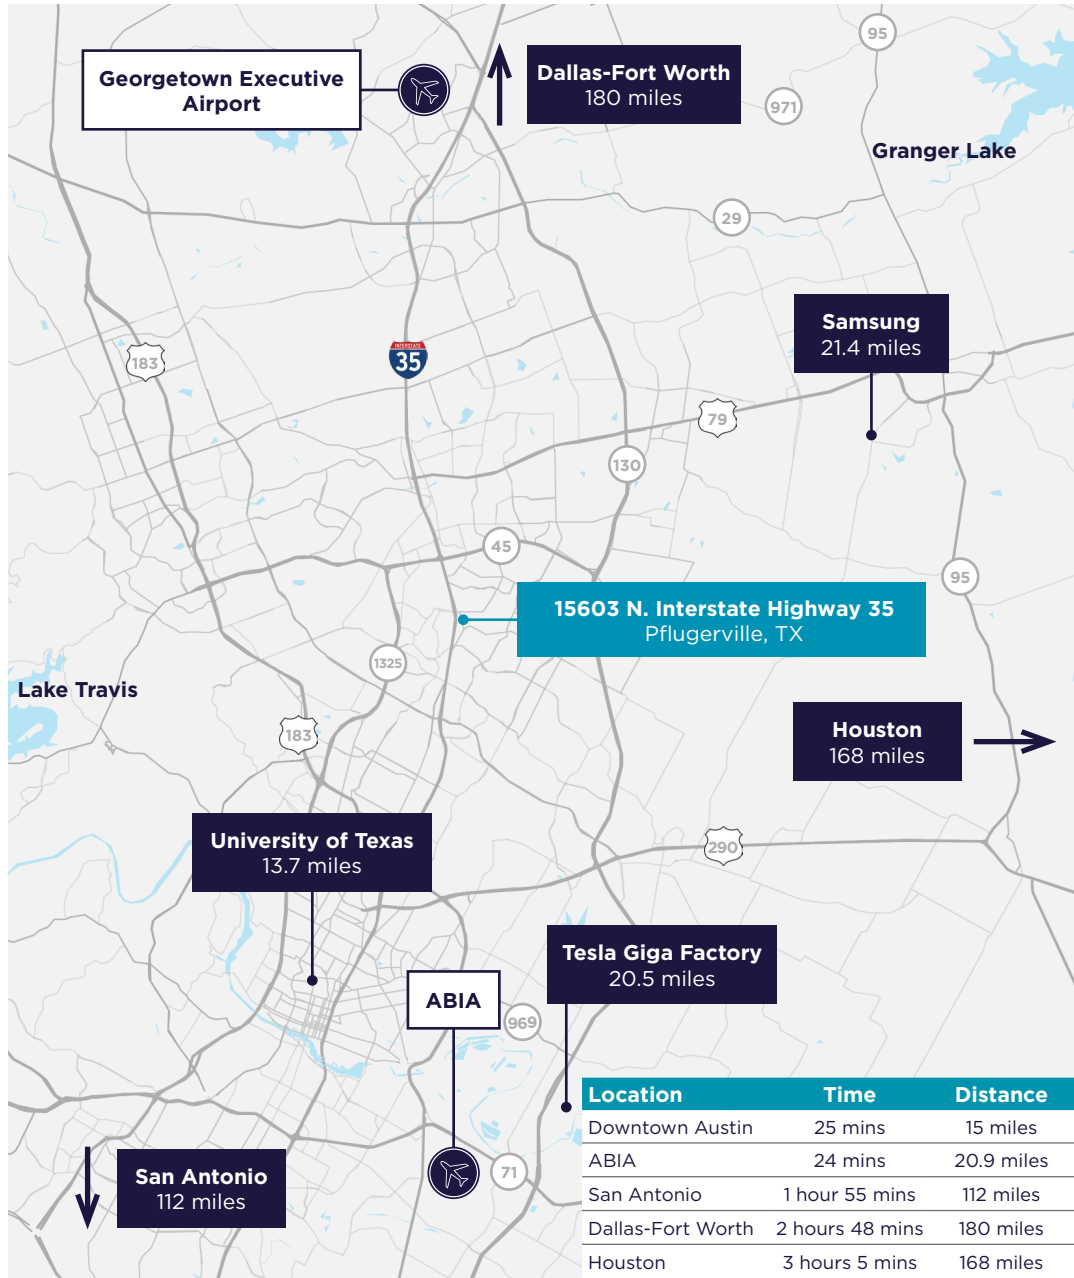 95
Georgetown Executive
Airport
Dallas-Fort Worth
180 miles
971
Granger Lake
29
Samsung
21.4 miles
183
INTERSTATE
35
79
130
45
95
15603 N. Interstate Highway 35
Pflugerville, TX
1325
Lake Travis
183
Houston
168 miles
University of Texas
13.7 miles
290
Tesla Giga Factory
20.5 miles
ABIA
969
Location Time Distance
Downtown Austin 25 mins 15 miles
ABIA 24 mins 20.9 miles
San Antonio 1 hour 55 mins 112 miles
Dallas-Fort Worth 2 hours 48 mins 180 miles
Houston 3 hours 5 mins 168 miles
71
San Antonio
112 miles